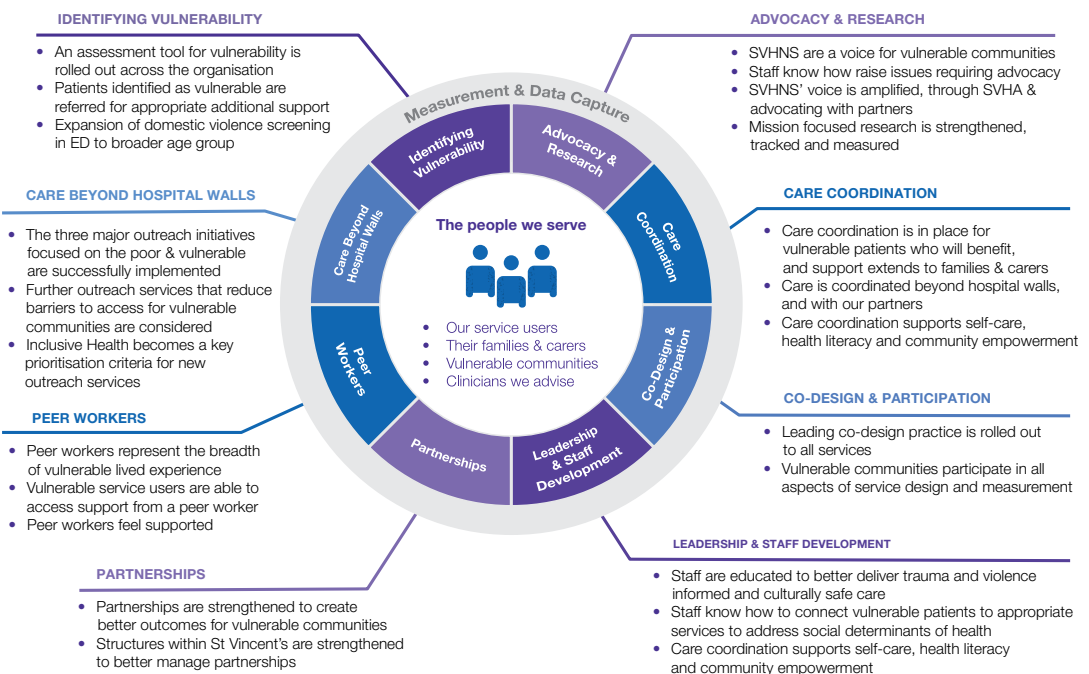 IDENTIFYING VULNERABILITY
• An assessment tool for vulnerability is
rolled out across the organisation
• Patients identified as vulnerable are
referred for appropriate additional support
• Expansion of domestic violence screening
in ED to broader age group
ADVOCACY & RESEARCH
• SVHNS are a voice for vulnerable communities
• Staff know how raise issues requiring advocacy
• SVHNS' voice is amplified, through SVHA &
advocating with partners
• Mission focused research is strengthened,
tracked and measured
CARE BEYOND HOSPITAL WALLS
• The three major outreach initiatives
focused on the poor & vulnerable
are successfully implemented
• Further outreach services that reduce
barriers to access for vulnerable
communities are considered
• Inclusive Health becomes a key
prioritisation criteria for new
outreach services
CARE COORDINATION
• Care coordination is in place for
vulnerable patients who will benefit,
and support extends to families & carers
• Care is coordinated beyond hospital walls,
and with our partners
• Care coordination supports self-care,
health literacy and community empowerment
PEER WORKERS
• Peer workers represent the breadth
of vulnerable lived experience
• Vulnerable service users are able to
access support from a peer worker
• Peer workers feel supported
CO-DESIGN & PARTICIPATION
• Leading co-design practice is rolled out
to all services
• Vulnerable communities participate in all
aspects of service design and measurement
PARTNERSHIPS
• Partnerships are strengthened to create
better outcomes for vulnerable communities
• Structures within St Vincent's are strengthened
to better manage partnerships
LEADERSHIP & STAFF DEVELOPMENT
• Staff are educated to better deliver trauma and violence
informed and culturally safe care
• Staff know how to connect vulnerable patients to appropriate
services to address social determinants of health
• Care coordination supports self-care, health literacy
and community empowerment
Measurement & Data Capture
Identifying
Vulnerability
Advocacy &
Research
Care
Coordination
Co-Design &
Participation
Leadership
& Staff
Development
Partnerships
Peer
Workers
Care Beyond
Hospital Walls
The people we serve
• Our service users
• Their families & carers
• Vulnerable communities
• Clinicians we advise